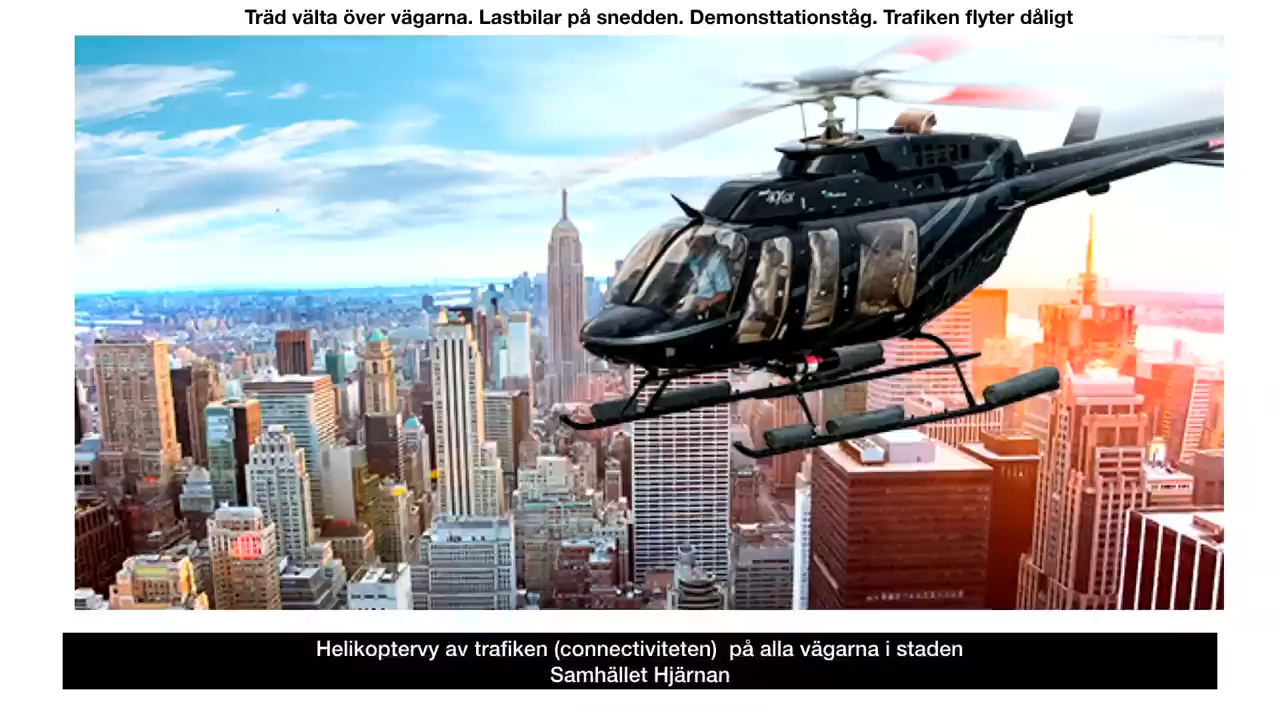 Träd välta över vägarna. Lastbilar på snedden. Demonsttationståg. Trafiken flyter dåligt
Helikoptervy av trafiken (connectiviteten)  på alla vägarna i staden
Samhället Hjärnan